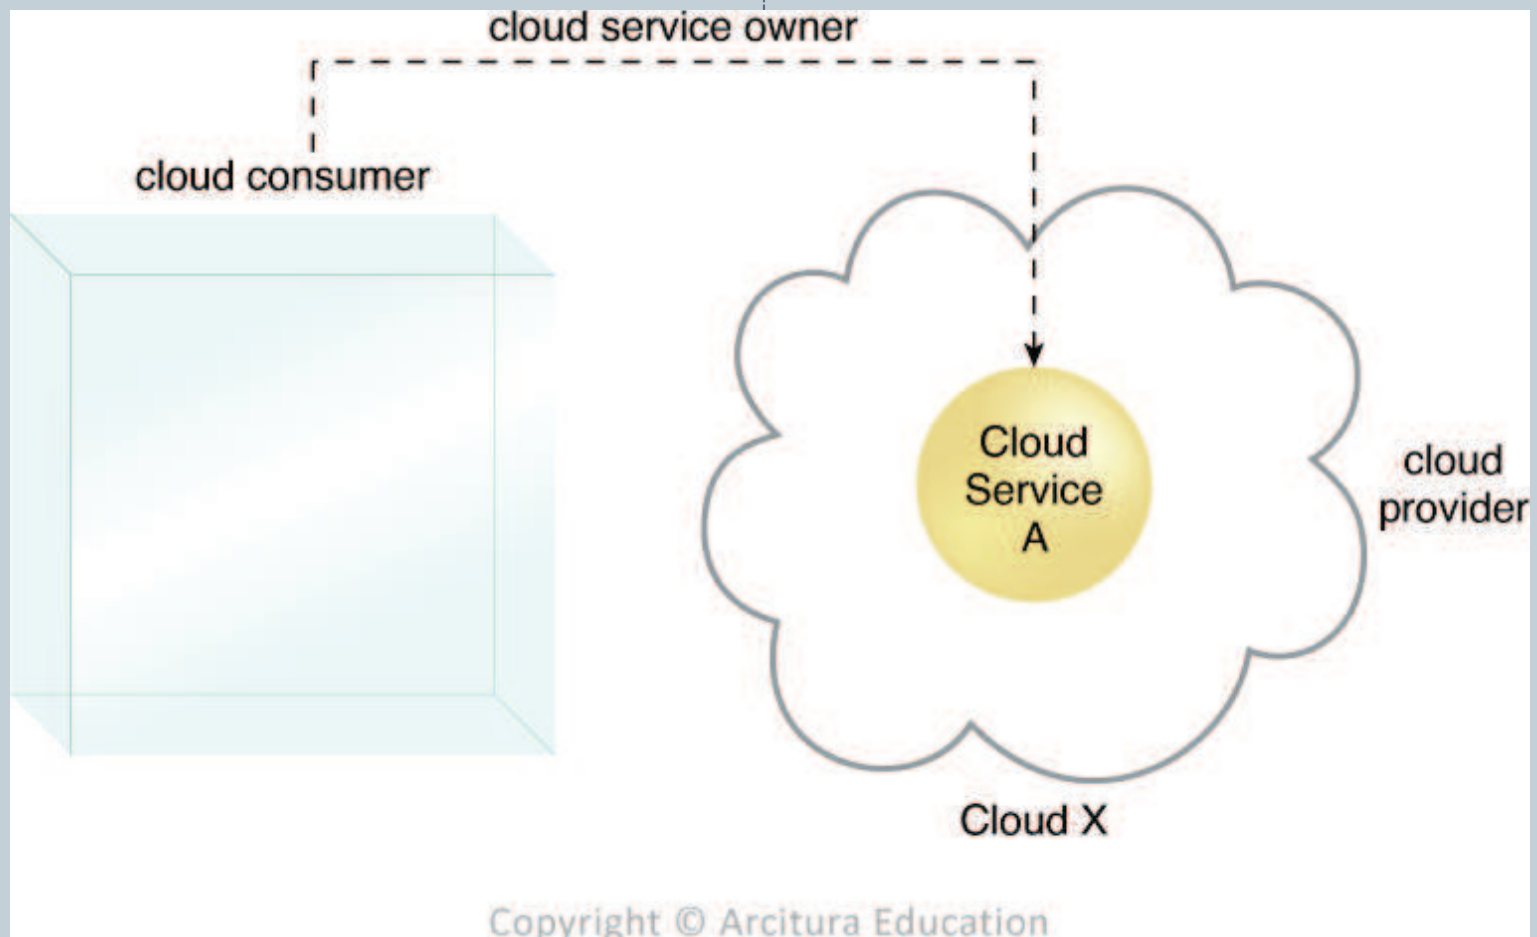 cloud service owner
cloud consumer
Cloud
Service
A
cloud
provider
Cloud X
Copyright © Arcitura Education